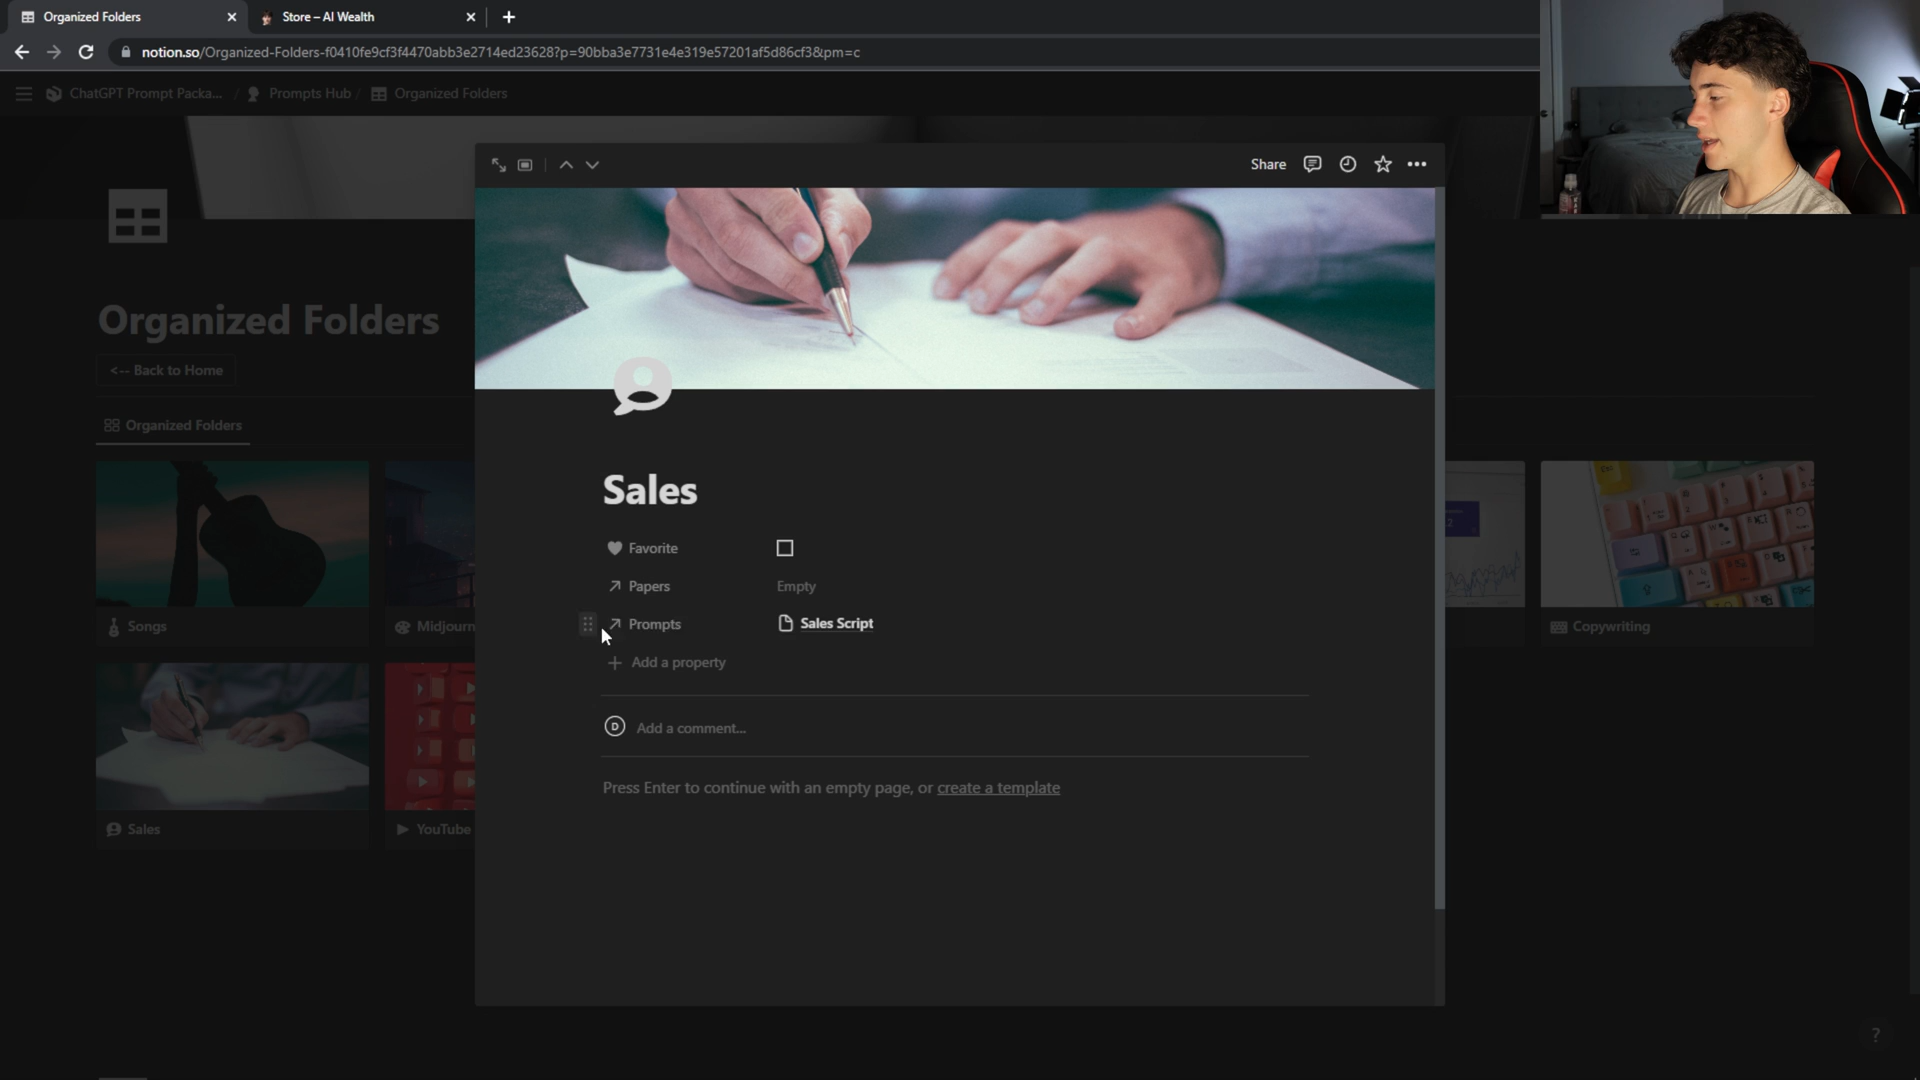 Organized Folders
Store – AI Wealth
notion.so/Organized-Folders-f0410fe9cf3f4470abb3e2714ed23628?p=90bba3e7731e4e319e57201af5d86cf3&pm=c
ChatGPT Prompt Packa... / Prompts Hub / Organized Folders
Share
Organized Folders
<-- Back to Home
Organized Folders
Sales
Favorite
Papers Empty
Prompts Sales Script
Add a property
D Add a comment...
Press Enter to continue with an empty page, or create a template
Songs
Midjourn
Copywriting
Sales
YouTube
?